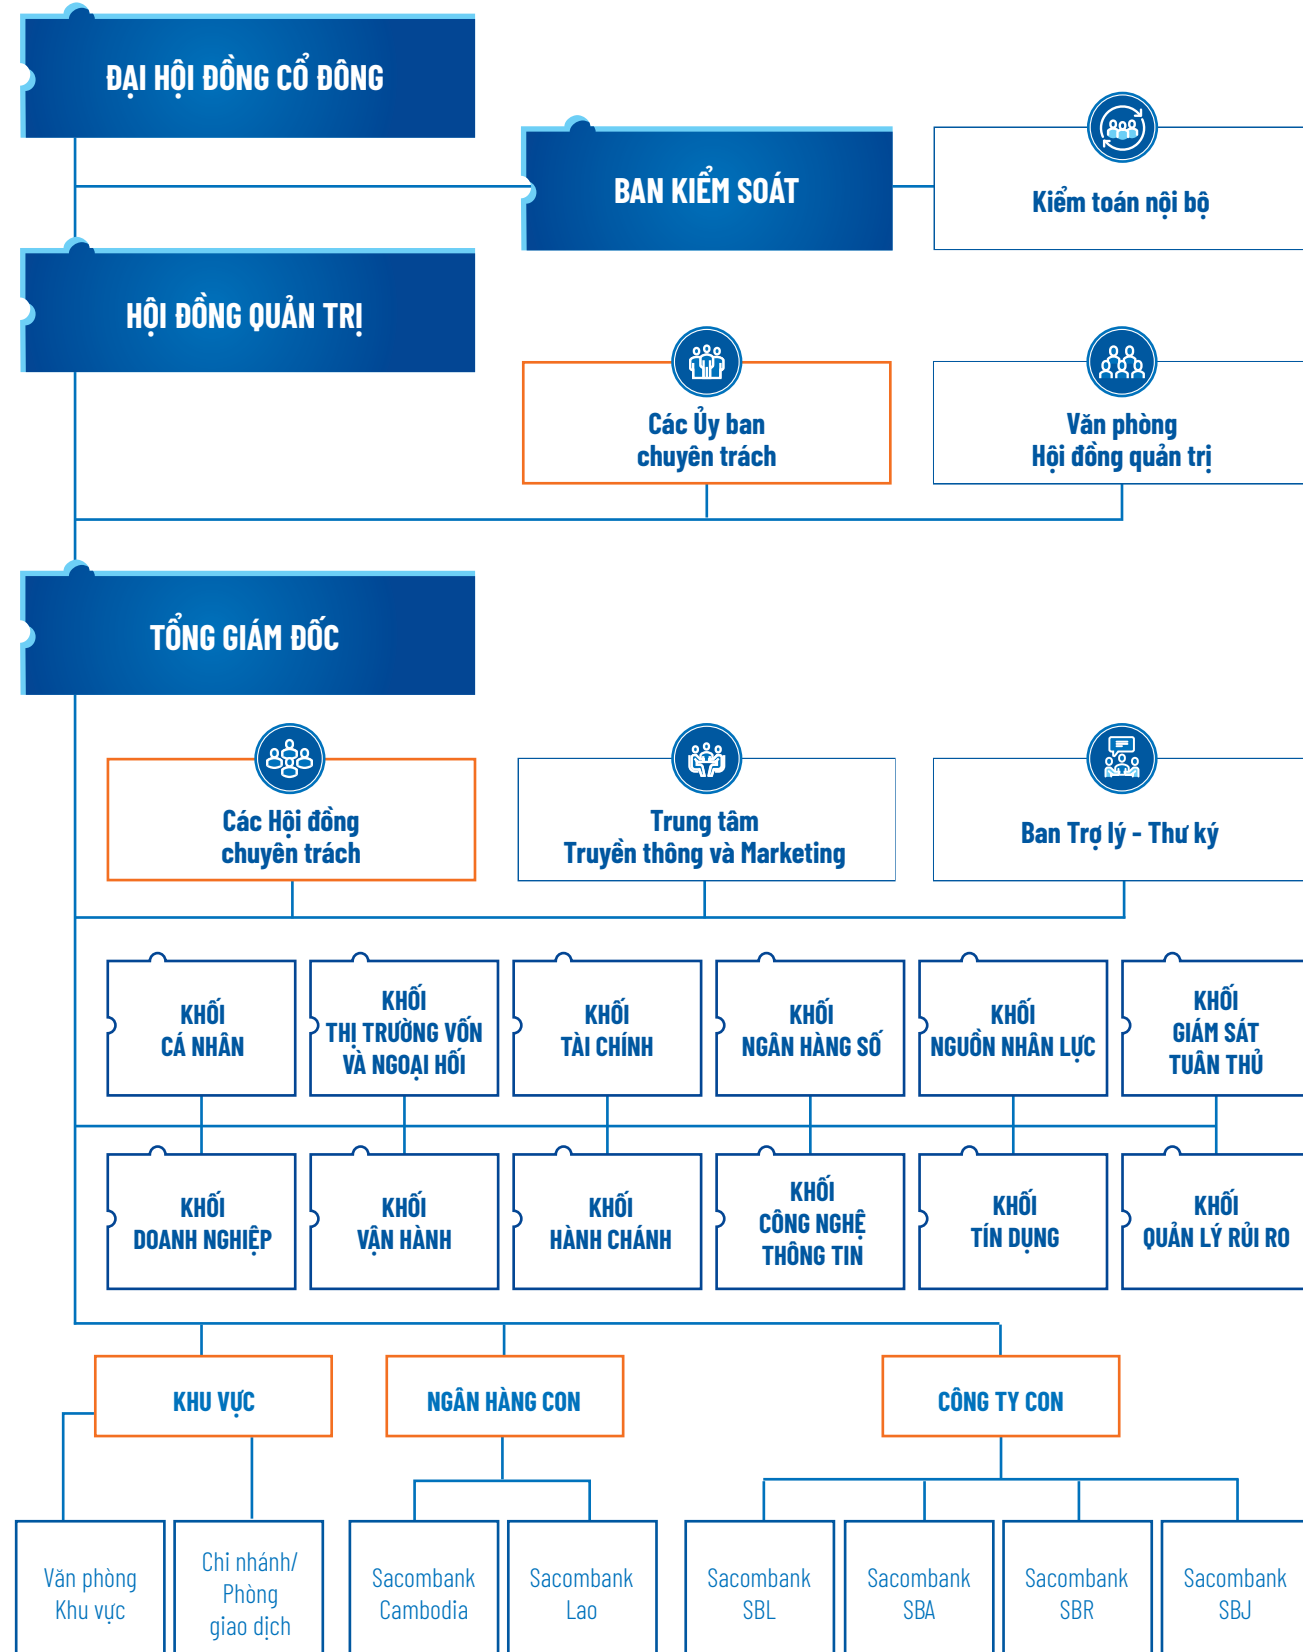 ĐẠI HỘI ĐỒNG CỔ ĐÔNG
BAN KIỂM SOÁT
Kiểm toán nội bộ
HỘI ĐỒNG QUẢN TRỊ
Các Ủy ban
chuyên trách
Văn phòng
Hội đồng quản trị
TỔNG GIÁM ĐỐC
Các Hội đồng
chuyên trách
Trung tâm
Truyền thông và Marketing
Ban Trợ lý - Thư ký
KHỐI
CÁ NHÂN
KHỐI
THỊ TRƯỜNG VỐN
VÀ NGOẠI HỐI
KHỐI
TÀI CHÍNH
KHỐI
NGÂN HÀNG SỐ
KHỐI
NGUỒN NHÂN LỰC
KHỐI
GIÁM SÁT
TUÂN THỦ
KHỐI
DOANH NGHIỆP
KHỐI
VẬN HÀNH
KHỐI
HÀNH CHÁNH
KHỐI
CÔNG NGHỆ
THÔNG TIN
KHỐI
TÍN DỤNG
KHỐI
QUẢN LÝ RỦI RO
KHU VỰC
NGÂN HÀNG CON
CÔNG TY CON
Văn phòng
Khu vực
Chi nhánh/
Phòng
giao dịch
Sacombank
Cambodia
Sacombank
Lao
Sacombank
SBL
Sacombank
SBA
Sacombank
SBR
Sacombank
SBJ